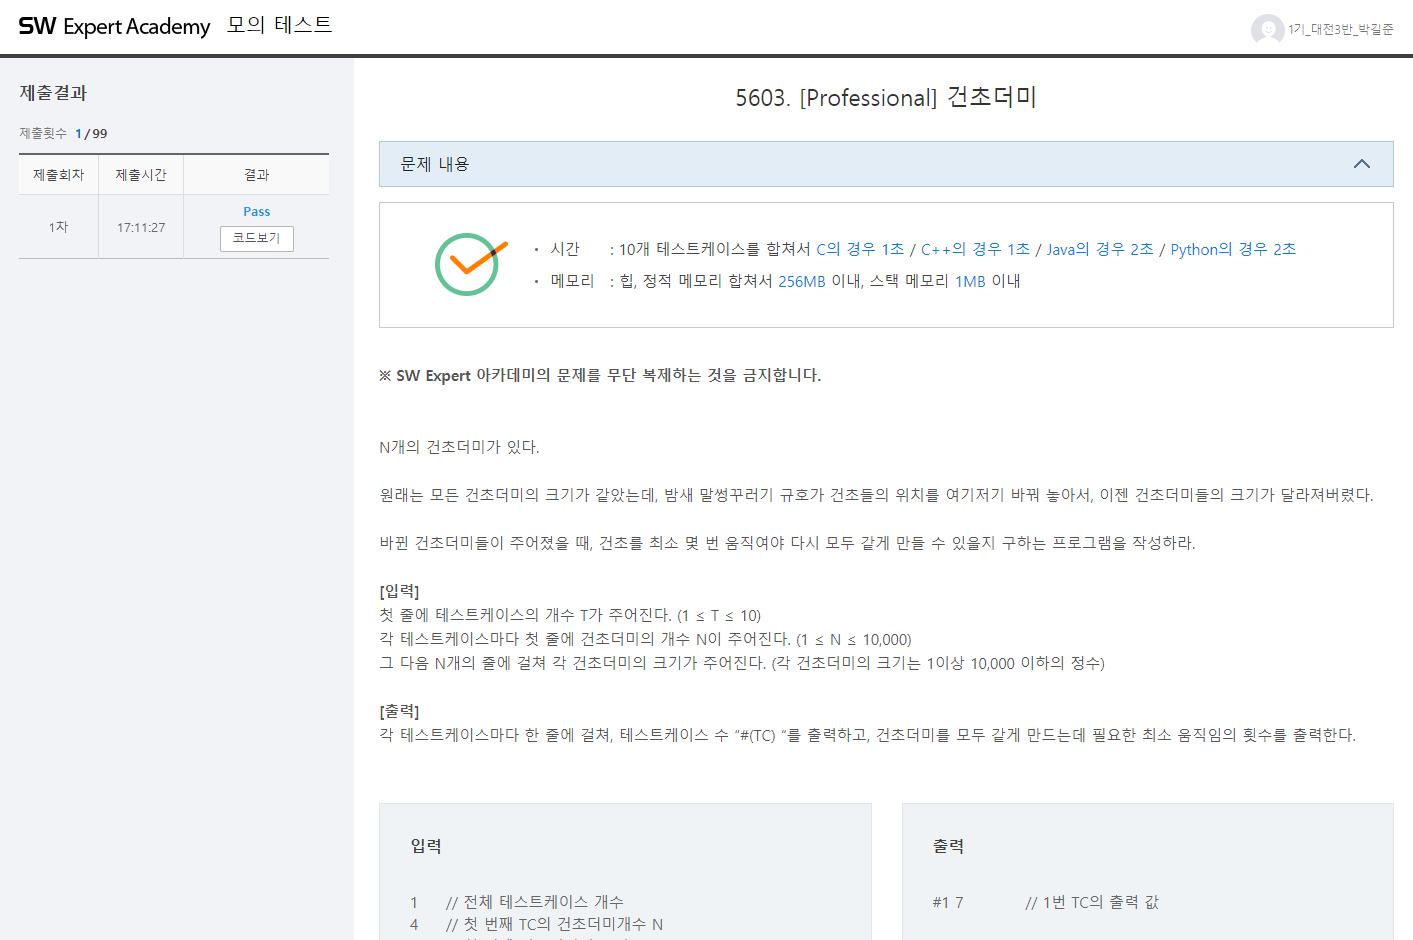 SW Expert Academy 모의 테스트
1기_대전3반_박길준
제출결과
제출횟수 1 / 99
제출회차 제출시간 결과
1차 17:11:27 Pass
코드보기
5603. [Professional] 건초더미
문제 내용
· 시간 : 10개 테스트케이스를 합쳐서 C의 경우 1초 / C++의 경우 1초 / Java의 경우 2초 / Python의 경우 2초
· 메모리 : 힙, 정적 메모리 합쳐서 256MB 이내, 스택 메모리 1MB 이내
※ SW Expert 아카데미의 문제를 무단 복제하는 것을 금지합니다.
N개의 건초더미가 있다.
원래는 모든 건초더미의 크기가 같았는데, 밤새 말썽꾸러기 규호가 건초들의 위치를 여기저기 바꿔 놓아서, 이젠 건초더미들의 크기가 달라져버렸다.
바뀐 건초더미들이 주어졌을 때, 건초를 최소 몇 번 움직여야 다시 모두 같게 만들 수 있을지 구하는 프로그램을 작성하라.
[입력]
첫 줄에 테스트케이스의 개수 T가 주어진다. (1 ≤ T ≤ 10)
각 테스트케이스마다 첫 줄에 건초더미의 개수 N이 주어진다. (1 ≤ N ≤ 10,000)
그 다음 N개의 줄에 걸쳐 각 건초더미의 크기가 주어진다. (각 건초더미의 크기는 1이상 10,000 이하의 정수)
[출력]
각 테스트케이스마다 한 줄에 걸쳐, 테스트케이스 수 “#(TC) “를 출력하고, 건초더미를 모두 같게 만드는데 필요한 최소 움직임의 횟수를 출력한다.
입력
1 // 전체 테스트케이스 개수
4 // 첫 번째 TC의 건초더미개수 N
출력
#1 7 // 1번 TC의 출력 값